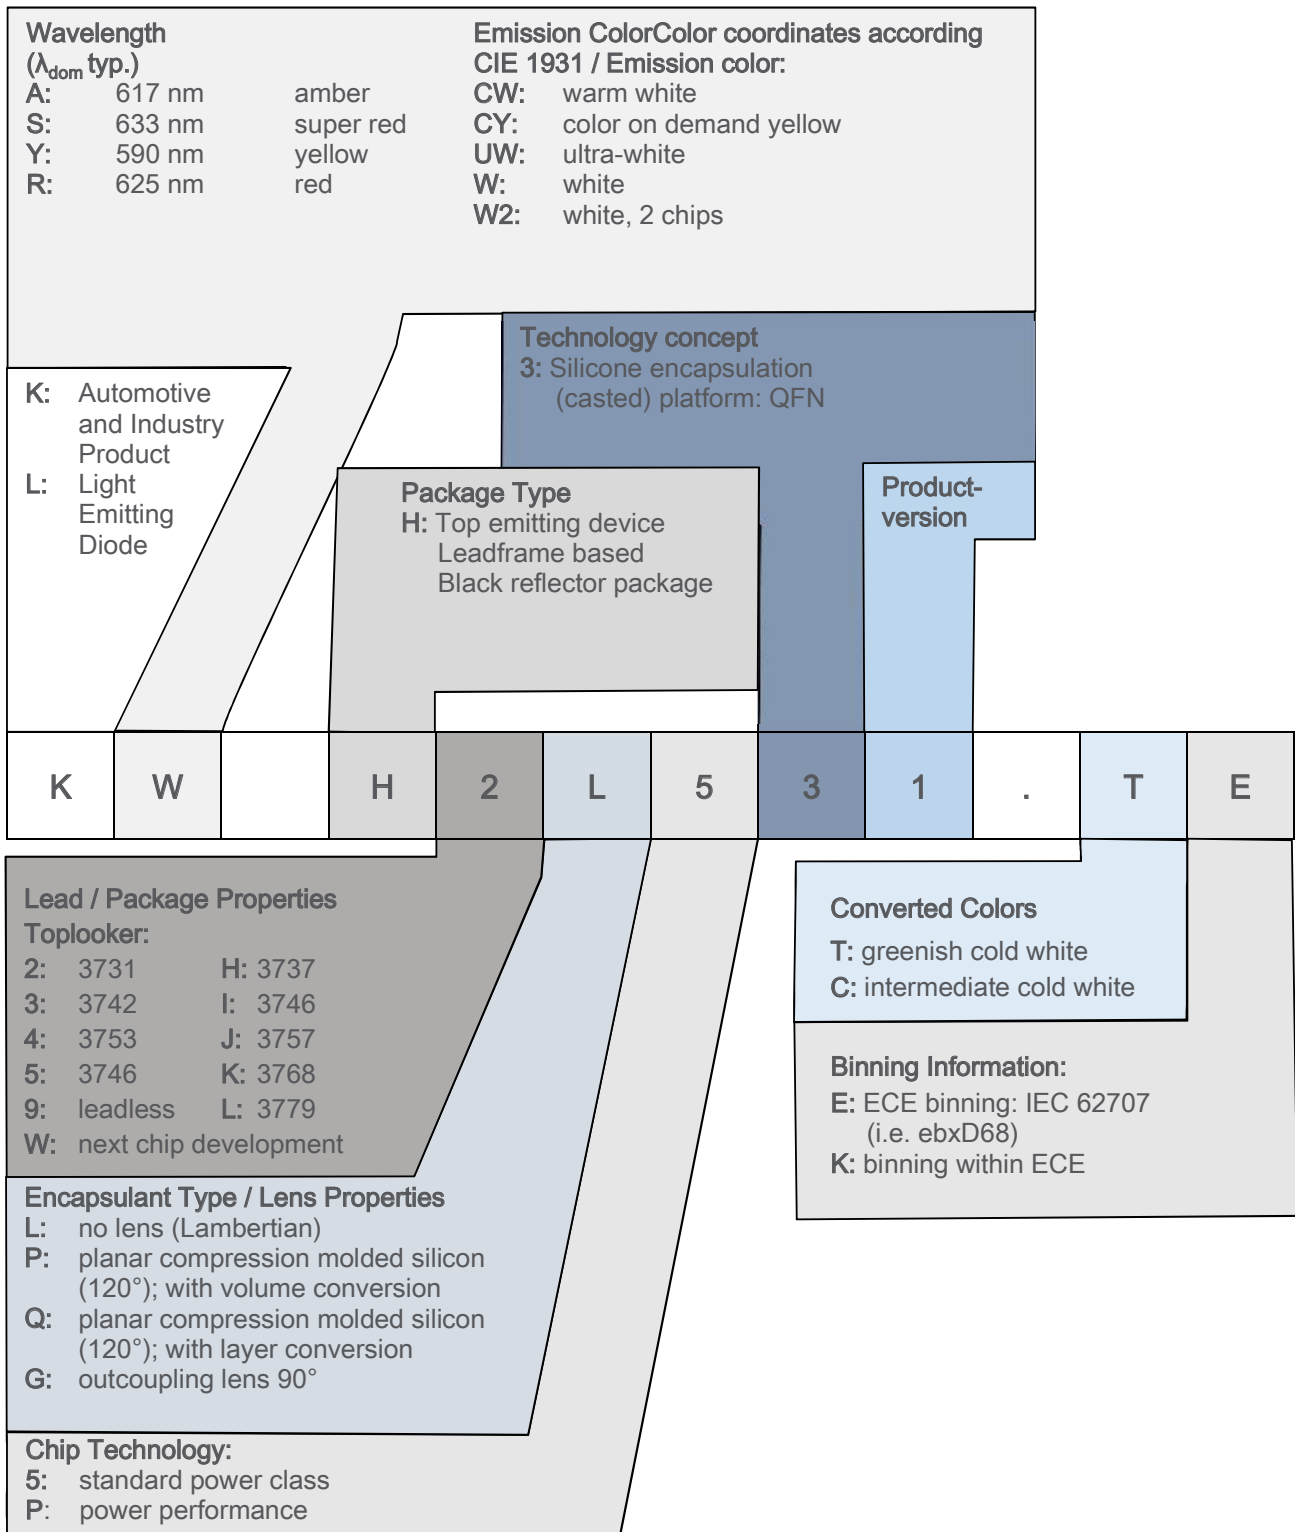 Wavelength
(λdom typ.)
A: 617 nm amber
S: 633 nm super red
Y: 590 nm yellow
R: 625 nm red
Emission ColorColor coordinates according
CIE 1931 / Emission color:
CW: warm white
CY: color on demand yellow
UW: ultra-white
W: white
W2: white, 2 chips
Technology concept
3: Silicone encapsulation
(casted) platform: QFN
K: Automotive
and Industry
Product
L: Light
Emitting
Diode
Package Type
H: Top emitting device
Leadframe based
Black reflector package
Product-
version
K W H 2 L 5 3 1 . T E
Lead / Package Properties
Toplooker:
2: 3731 H: 3737
3: 3742 I: 3746
4: 3753 J: 3757
5: 3746 K: 3768
9: leadless L: 3779
W: next chip development
Encapsulant Type / Lens Properties
L: no lens (Lambertian)
P: planar compression molded silicon
(120°); with volume conversion
Q: planar compression molded silicon
(120°); with layer conversion
G: outcoupling lens 90°
Chip Technology:
5: standard power class
P: power performance
Converted Colors
T: greenish cold white
C: intermediate cold white
Binning Information:
E: ECE binning: IEC 62707
(i.e. ebxD68)
K: binning within ECE